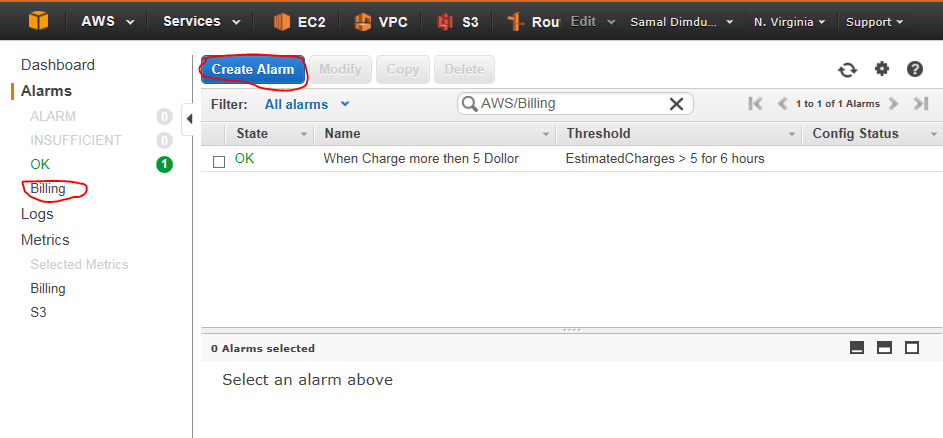 AWS Services EC2 VPC S3 Rou Edit Samal Dimdu... N. Virginia Support
Dashboard
Alarms
ALARM 0
INSUFFICIENT 0
OK 1
Billing
Logs
Metrics
Selected Metrics
Billing
S3
Create Alarm Modify Copy Delete
Filter: All alarms AWS/Billing 1 to 1 of 1 Alarms
State Name Threshold Config Status
OK When Charge more then 5 Dollor EstimatedCharges > 5 for 6 hours
0 Alarms selected
Select an alarm above